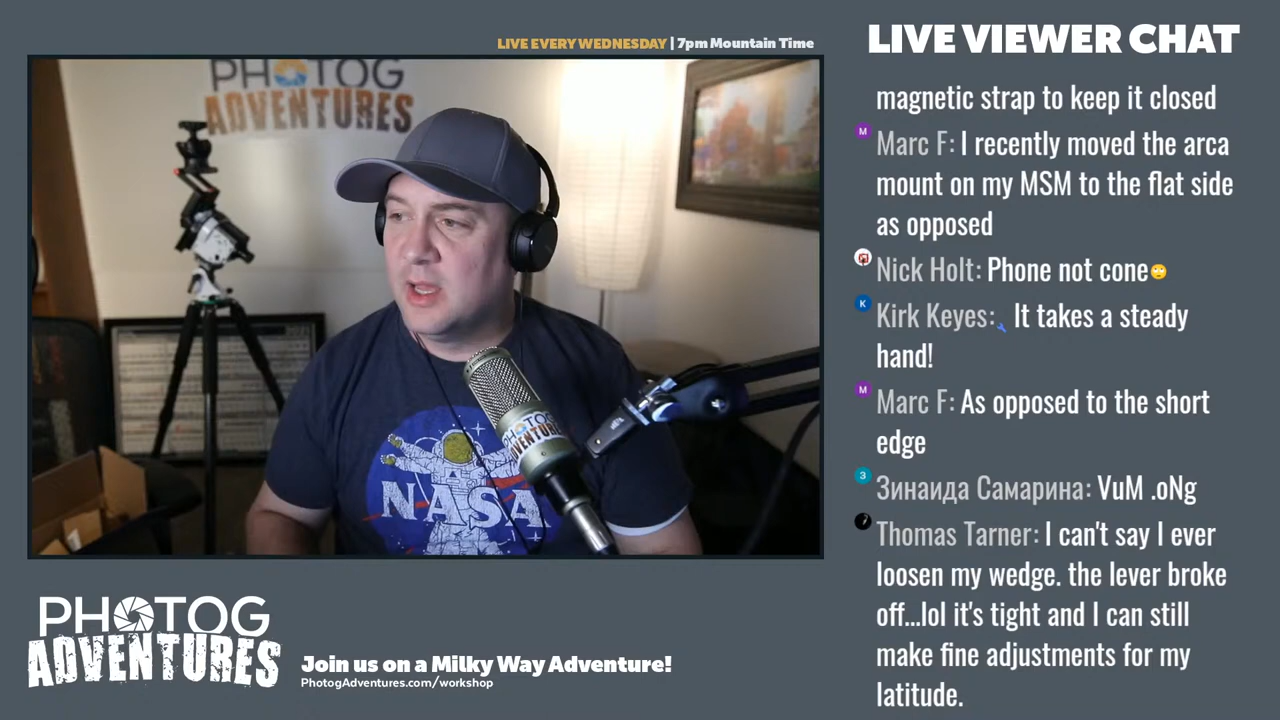 LIVE EVERY WEDNESDAY | 7pm Mountain Time
PHOTOG
ADVENTURES
NASA
PHOTOG
ADVENTURES
PHOTOG
ADVENTURES
Join us on a Milky Way Adventure!
PhotogAdventures.com/workshop
LIVE VIEWER CHAT
magnetic strap to keep it closed
M
Marc F: I recently moved the arca
mount on my MSM to the flat side
as opposed
Nick Holt: Phone not cone🙄
K
Kirk Keyes:🔧 It takes a steady
hand!
M
Marc F: As opposed to the short
edge
З
Зинаида Самарина: VuM .oNg
Thomas Tarner: I can't say I ever
loosen my wedge. the lever broke
off...lol it's tight and I can still
make fine adjustments for my
latitude.